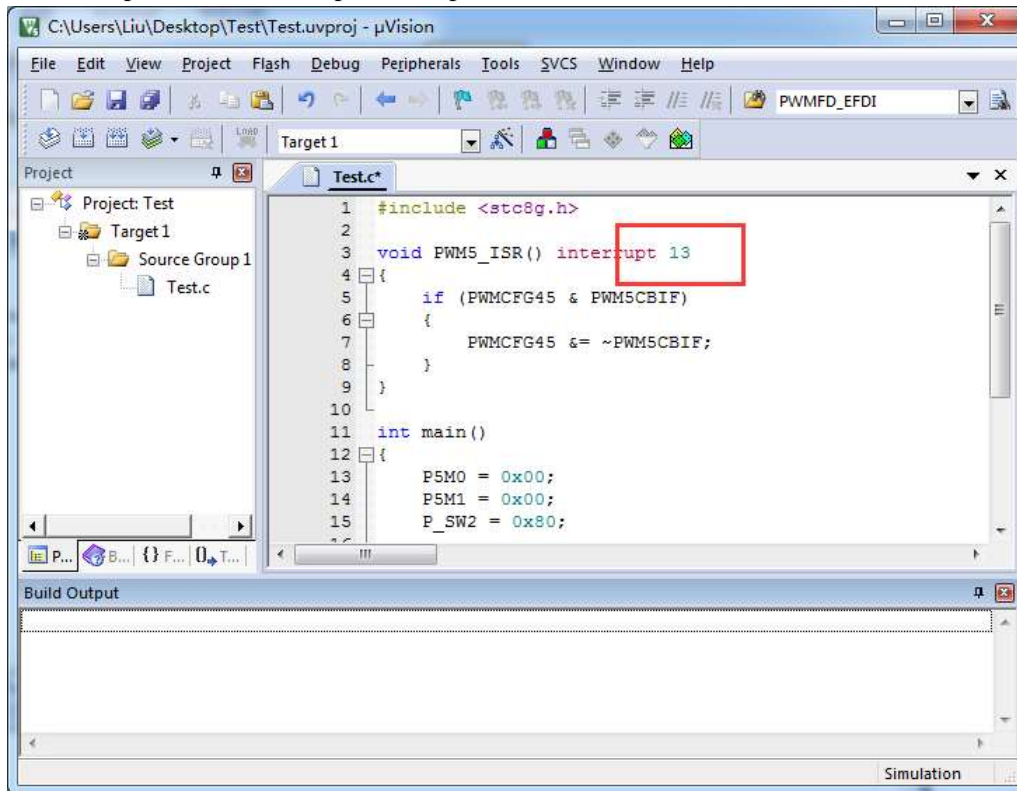 C:\Users\Liu\Desktop\Test\Test.uvproj - µVision
File Edit View Project Flash Debug Peripherals Tools SVCS Window Help
PWMFD_EFDI
LOAD Target 1
Project
Test.c*
Project: Test
Target 1
Source Group 1
Test.c
1 #include <stc8g.h>
2
3 void PWM5_ISR() interrupt 13
4 {
5 if (PWMCFG45 & PWM5CBIF)
6 {
7 PWMCFG45 &= ~PWM5CBIF;
8 }
9 }
10
11 int main()
12 {
13 P5M0 = 0x00;
14 P5M1 = 0x00;
15 P_SW2 = 0x80;
P... B... {} F... 0 T...
Build Output
Simulation